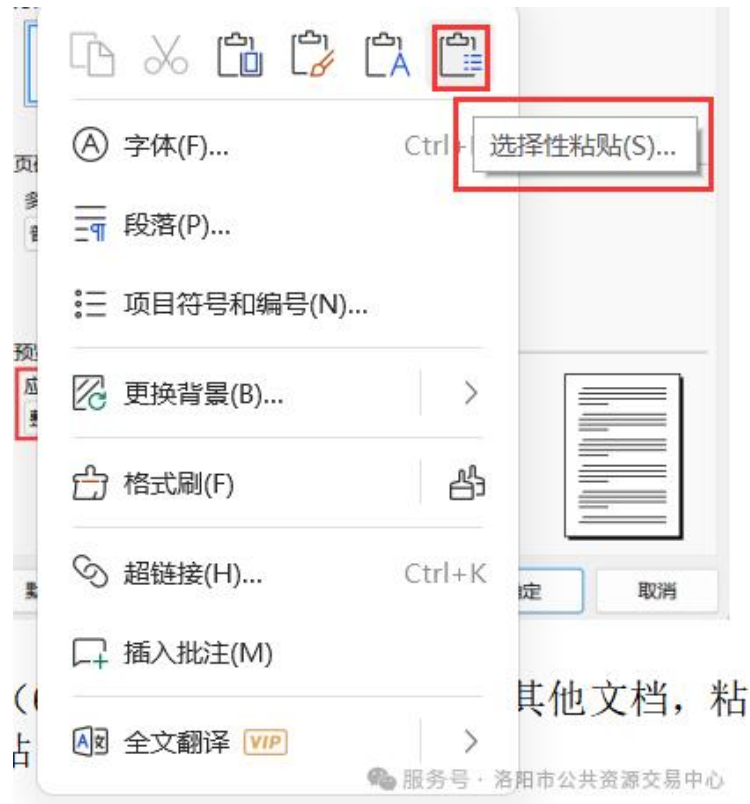 选择性粘贴(S)...
字体(F)...
Ctrl+
段落(P)...
项目符号和编号(N)...
更换背景(B)...
格式刷(F)
超链接(H)... Ctrl+K
取消
插入批注(M)
其他文档，粘
全文翻译 VIP
服务号 · 洛阳市公共资源交易中心